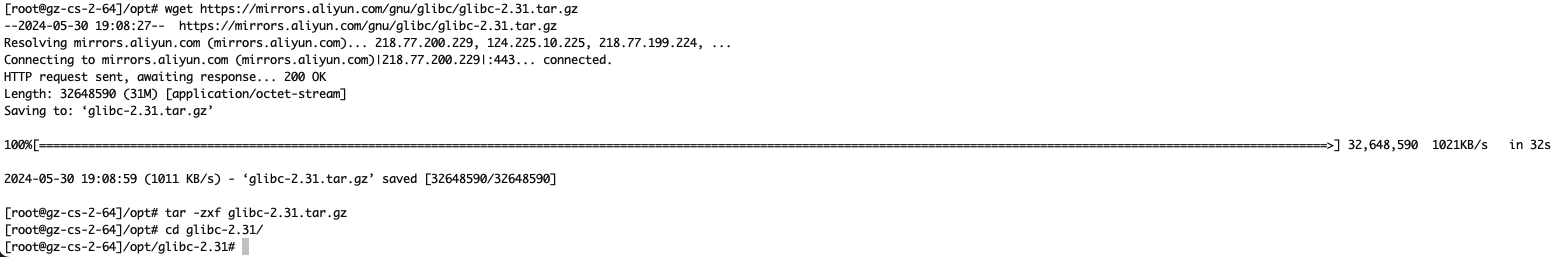 [root@gz-cs-2-64]/opt# wget https://mirrors.aliyun.com/gnu/glibc/glibc-2.31.tar.gz
--2024-05-30 19:08:27--  https://mirrors.aliyun.com/gnu/glibc/glibc-2.31.tar.gz
Resolving mirrors.aliyun.com (mirrors.aliyun.com)... 218.77.200.229, 124.225.10.225, 218.77.199.224, ...
Connecting to mirrors.aliyun.com (mirrors.aliyun.com)|218.77.200.229|:443... connected.
HTTP request sent, awaiting response... 200 OK
Length: 32648590 (31M) [application/octet-stream]
Saving to: ‘glibc-2.31.tar.gz’
100%[======================================================================================================================================================================================>] 32,648,590  1021KB/s   in 32s
2024-05-30 19:08:59 (1011 KB/s) - ‘glibc-2.31.tar.gz’ saved [32648590/32648590]
[root@gz-cs-2-64]/opt# tar -zxf glibc-2.31.tar.gz
[root@gz-cs-2-64]/opt# cd glibc-2.31/
[root@gz-cs-2-64]/opt/glibc-2.31#